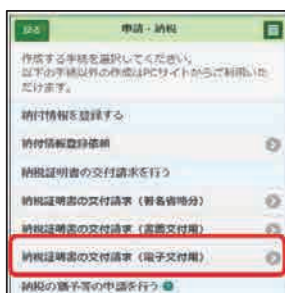 戻る
申請・納税
作成する手続を選択してください。
以下の手続以外の作成はPCサイトからご利用いた
だけます。
納付情報を登録する
納付情報登録依頼
納税証明書の交付請求を行う
納税証明書の交付請求（署名省略分）
納税証明書の交付請求（書面交付用）
納税証明書の交付請求（電子交付用）
納税の猶予等の申請を行う